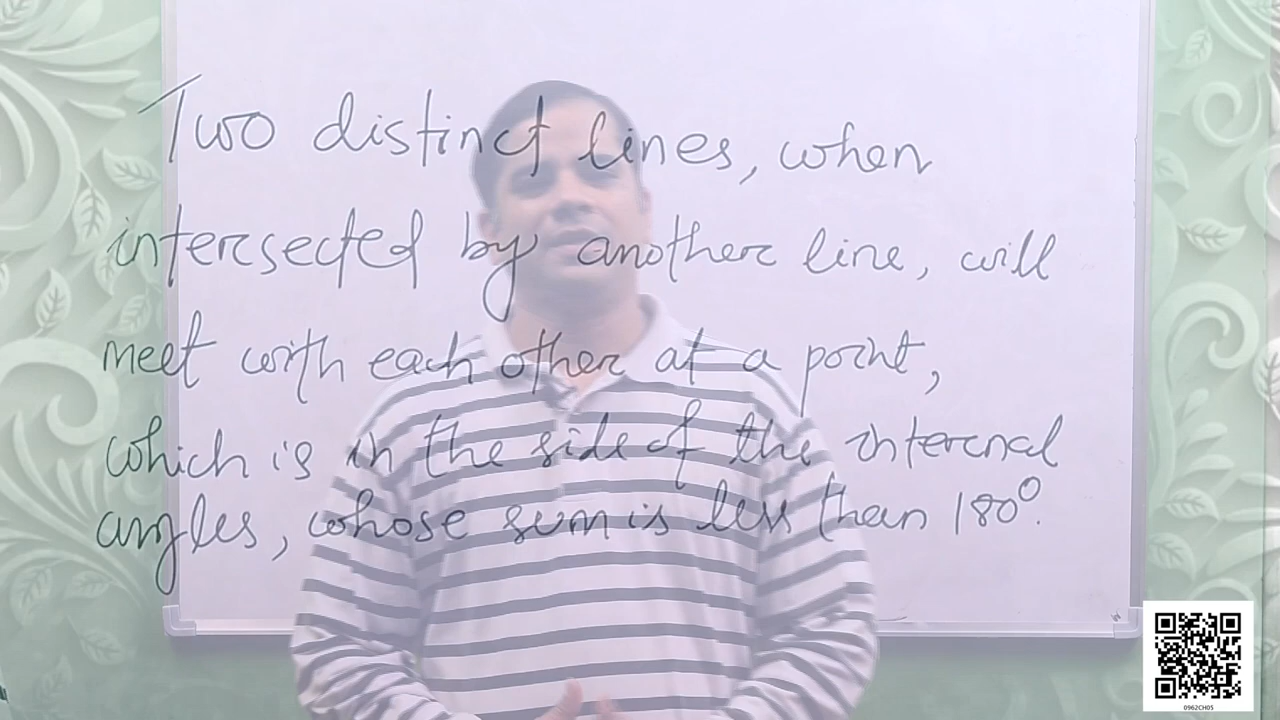 Two distinct lines, when
intersected by another line, will
meet with each other at a point,
which is in the side of the internal
angles, whose sum is less than 180°.
0962CH05